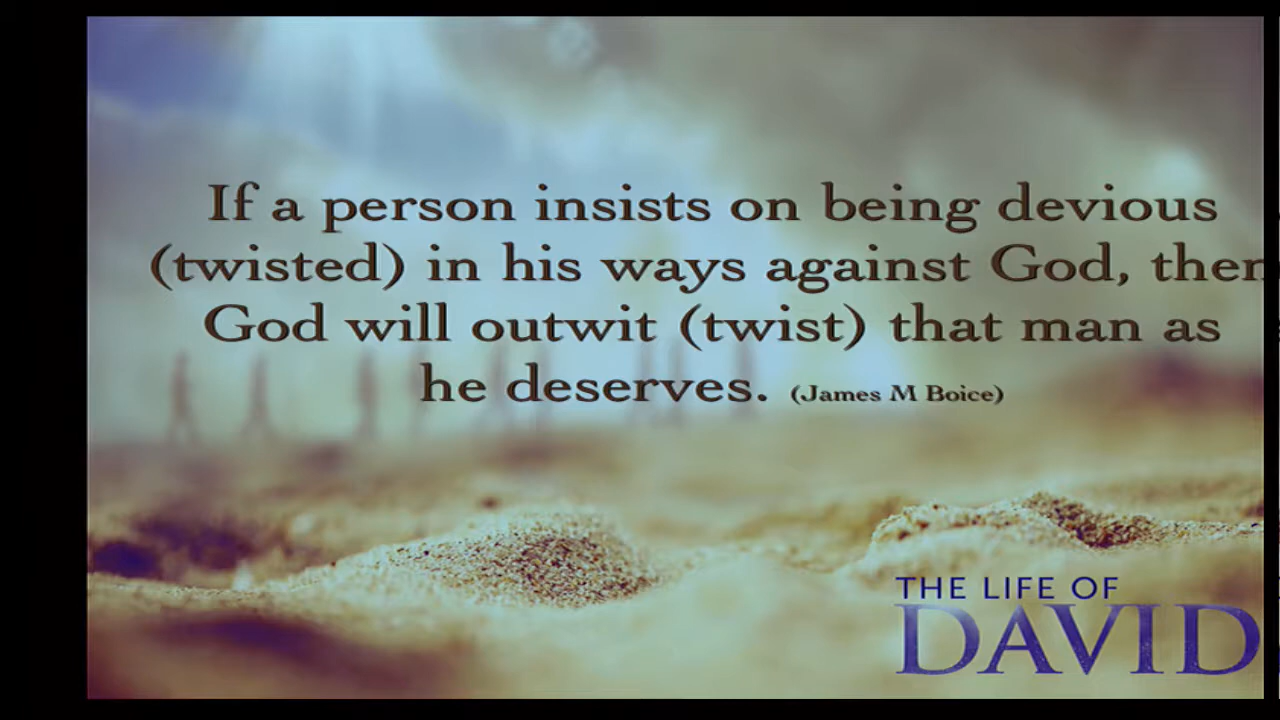 If a person insists on being devious
(twisted) in his ways against God, then
God will outwit (twist) that man as
he deserves. (James M Boice)
THE LIFE OF
DAVID